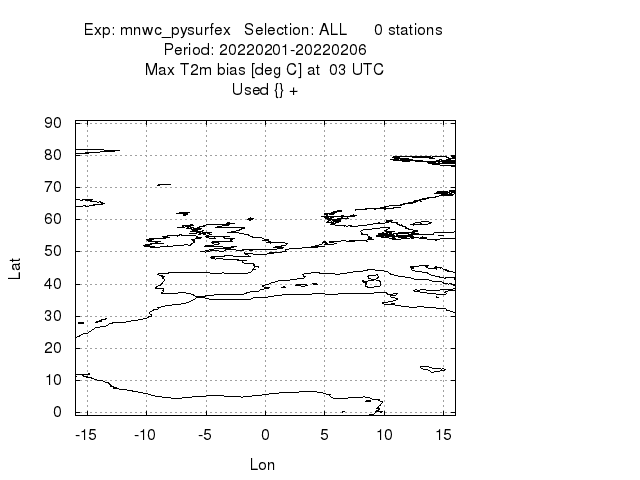 Exp: mnwc_pysurfex   Selection: ALL      0 stations
Period: 20220201-20220206
Max T2m bias [deg C] at  03 UTC
Used {} +
90
80
70
60
50
40
30
20
10
0
Lat
-15 -10 -5 0 5 10 15
Lon